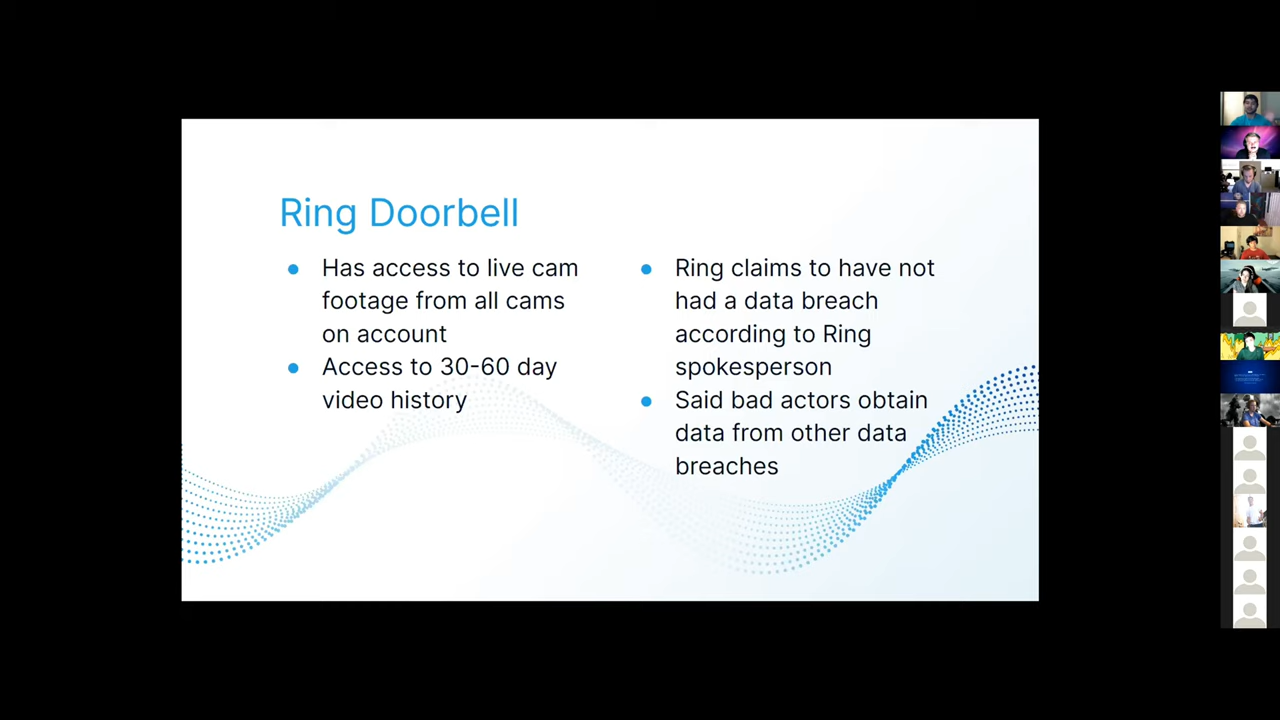 Ring Doorbell
● Has access to live cam
footage from all cams
on account
● Access to 30-60 day
video history
● Ring claims to have not
had a data breach
according to Ring
spokesperson
● Said bad actors obtain
data from other data
breaches